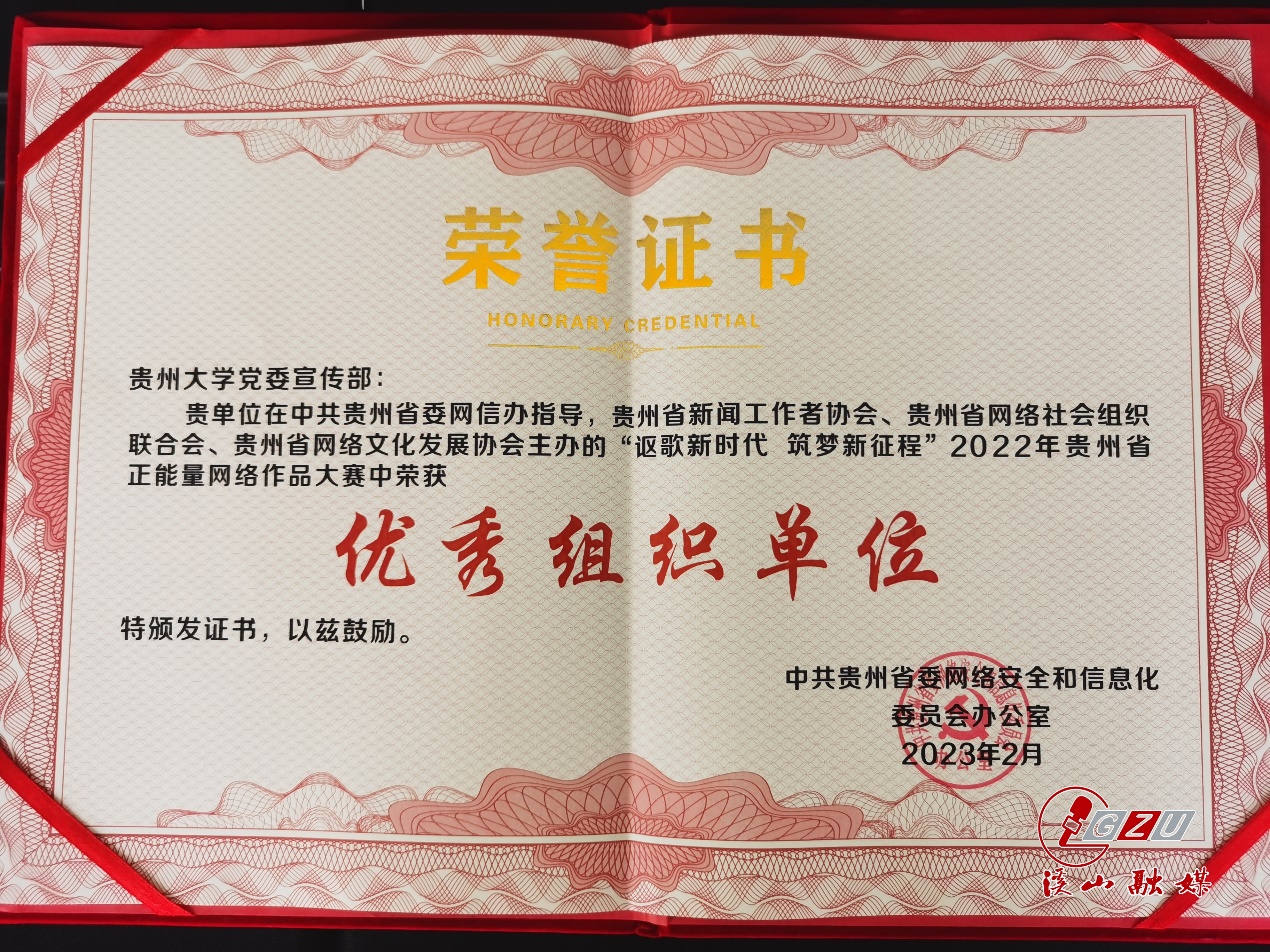 荣誉证书
HONORARY CREDENTIAL
贵州大学党委宣传部：
贵单位在中共贵州省委网信办指导，贵州省新闻工作者协会、贵州省网络社会组织
联合会、贵州省网络文化发展协会主办的“讴歌新时代 筑梦新征程”2022年贵州省
正能量网络作品大赛中荣获
优秀组织单位
特颁发证书，以兹鼓励。
中共贵州省委网络安全和信息化
委员会办公室
2023年2月
办公室
GZU
溪山融媒